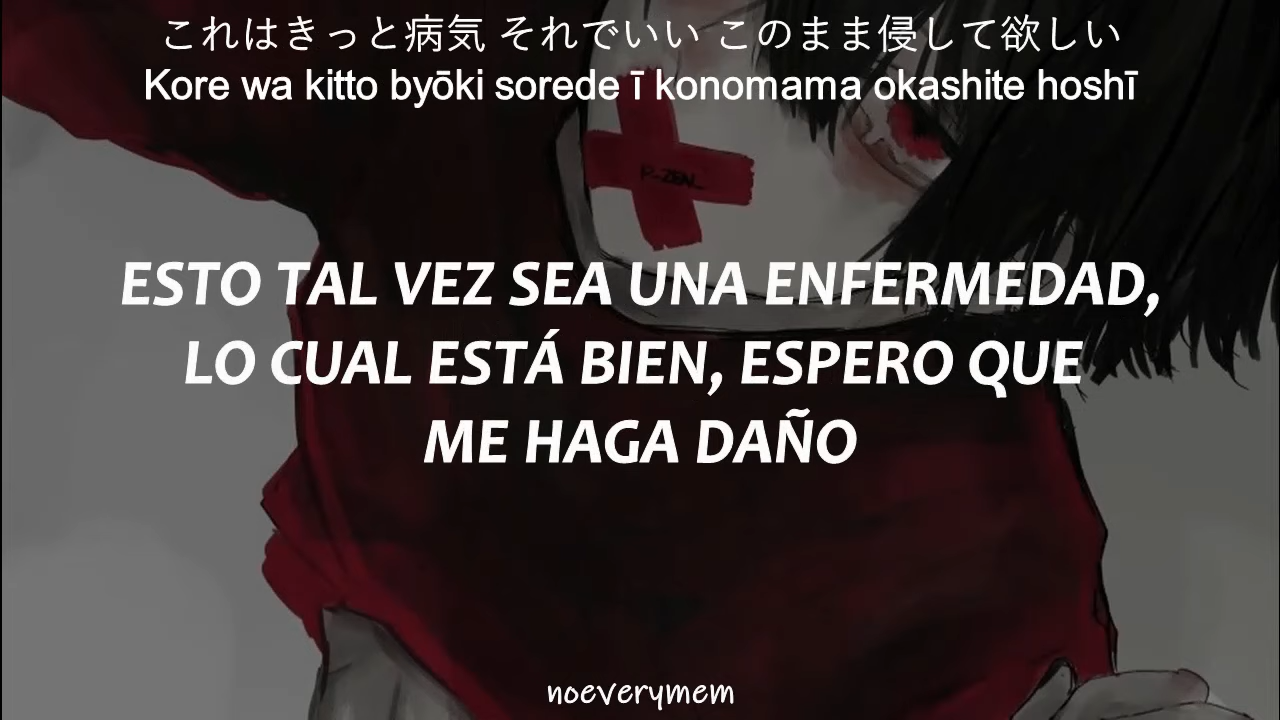 これはきっと病気 それでいい このまま侵して欲しい
Kore wa kitto byōki sorede ī konomama okashite hoshī
P-ZEN
ESTO TAL VEZ SEA UNA ENFERMEDAD,
LO CUAL ESTÁ BIEN, ESPERO QUE
ME HAGA DAÑO
noeverymem